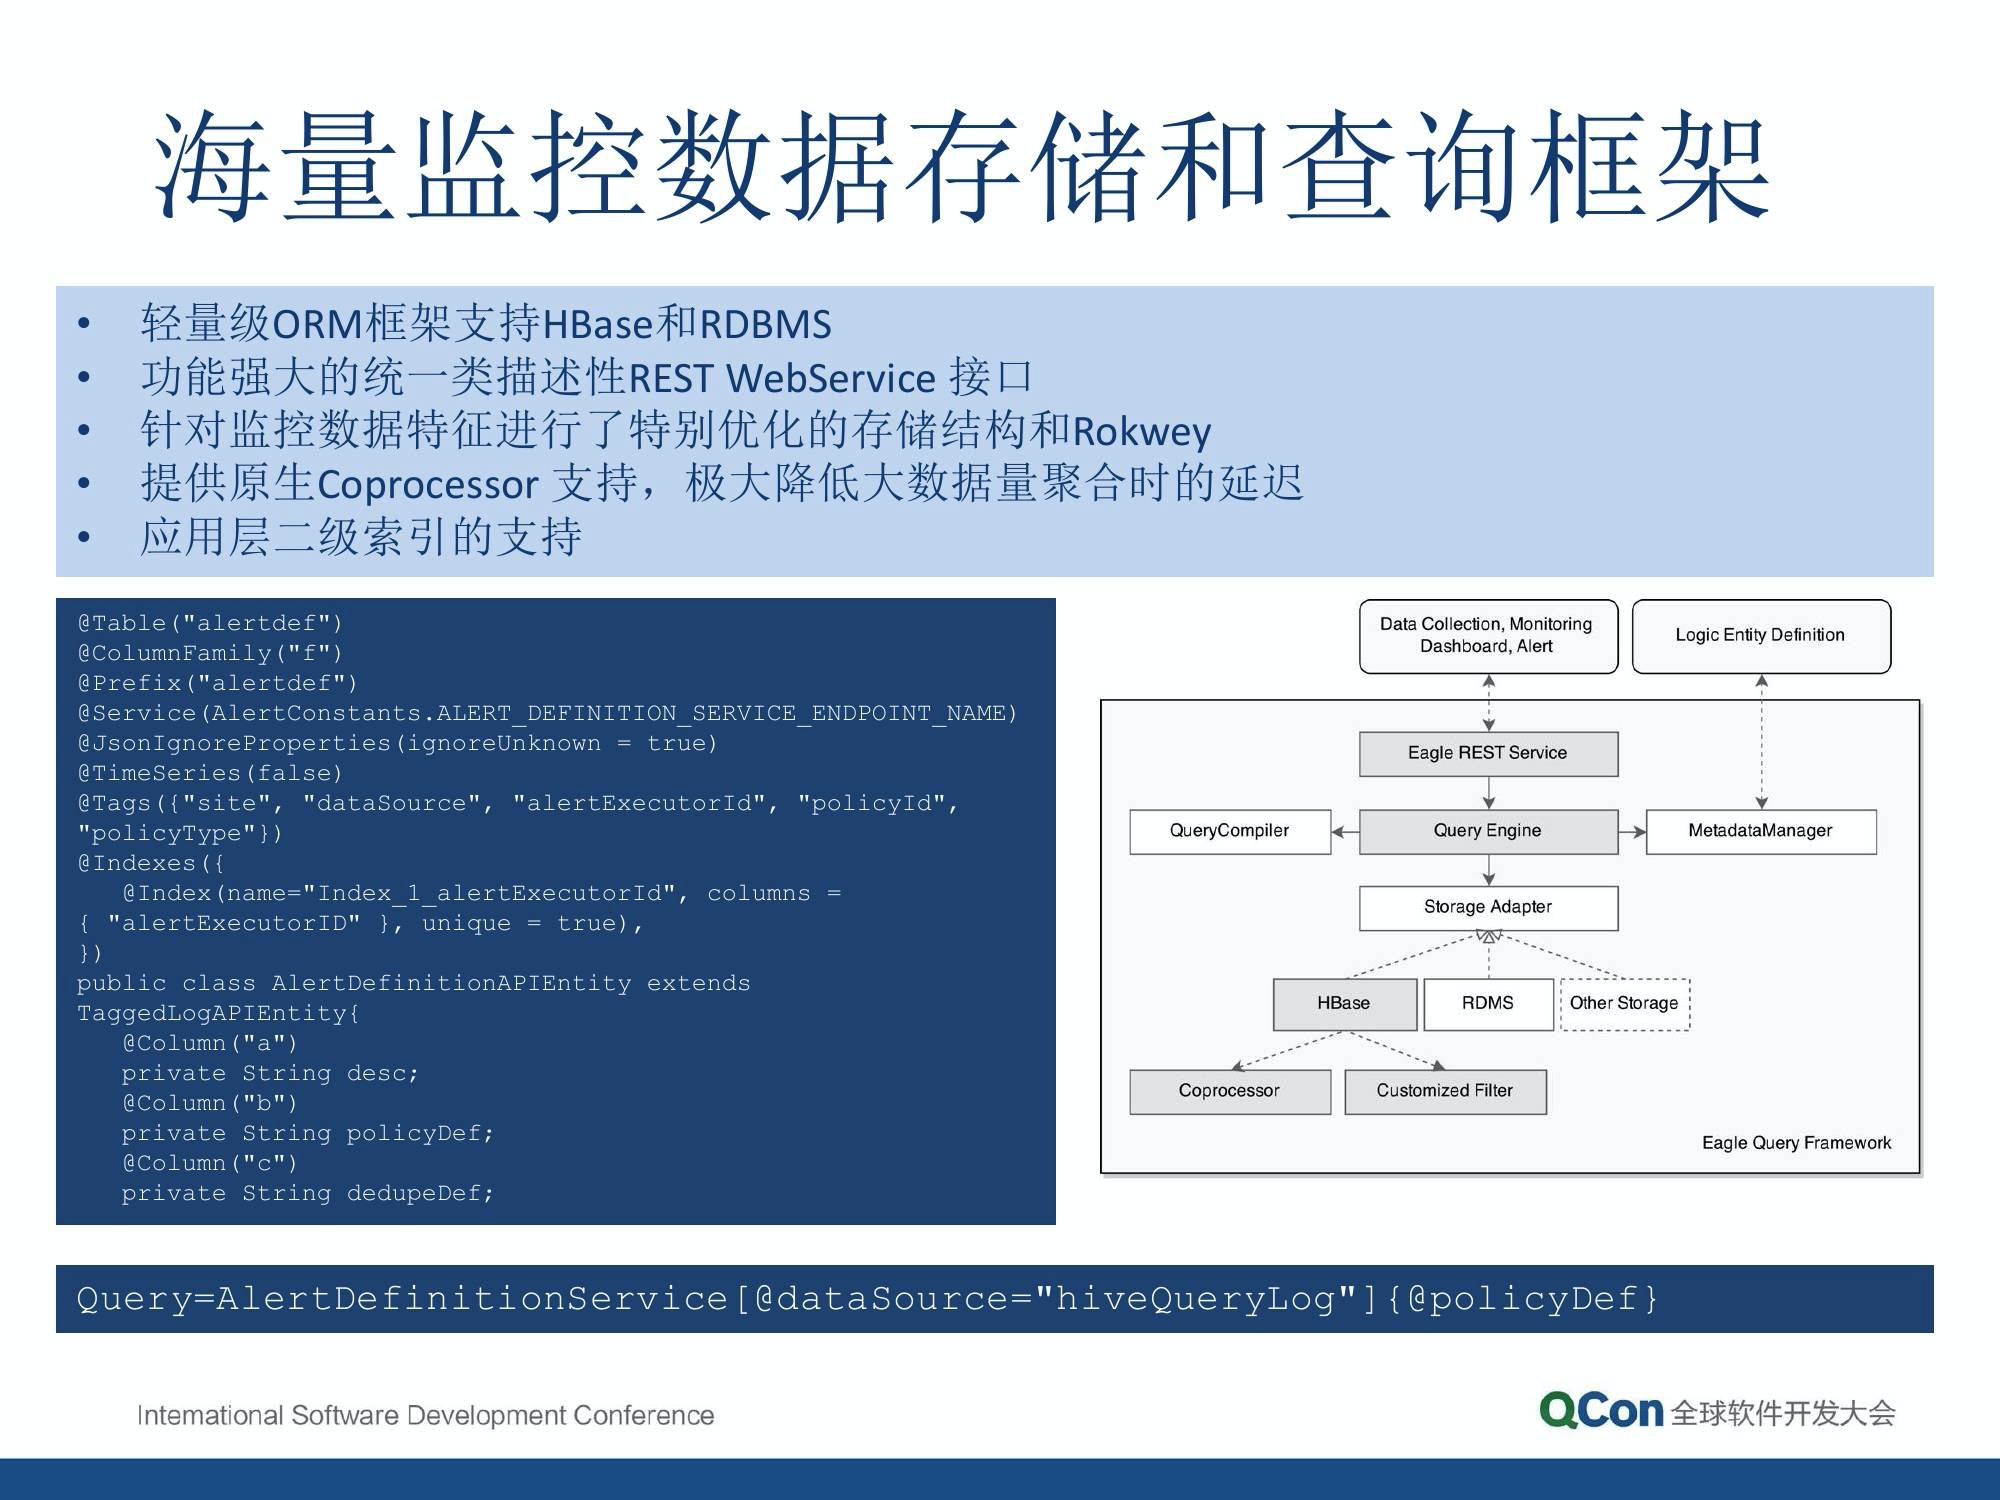 海量监控数据存储和查询框架
• 轻量级ORM框架支持HBase和RDBMS
• 功能强大的统一类描述性REST WebService 接口
• 针对监控数据特征进行了特别优化的存储结构和Rokwey
• 提供原生Coprocessor 支持，极大降低大数据量聚合时的延迟
• 应用层二级索引的支持
@Table("alertdef")
@ColumnFamily("f")
@Prefix("alertdef")
@Service(AlertConstants.ALERT_DEFINITION_SERVICE_ENDPOINT_NAME)
@JsonIgnoreProperties(ignoreUnknown = true)
@TimeSeries(false)
@Tags({"site", "dataSource", "alertExecutorId", "policyId",
"policyType"})
@Indexes({
@Index(name="Index_1_alertExecutorId", columns =
{ "alertExecutorID" }, unique = true),
})
public class AlertDefinitionAPIEntity extends
TaggedLogAPIEntity{
@Column("a")
private String desc;
@Column("b")
private String policyDef;
@Column("c")
private String dedupeDef;
Data Collection, Monitoring
Dashboard, Alert
Logic Entity Definition
Eagle REST Service
QueryCompiler
Query Engine
MetadataManager
Storage Adapter
HBase
RDMS
Other Storage
Coprocessor
Customized Filter
Eagle Query Framework
Query=AlertDefinitionService[@dataSource="hiveQueryLog"]{@policyDef}
International Software Development Conference
QCon 全球软件开发大会